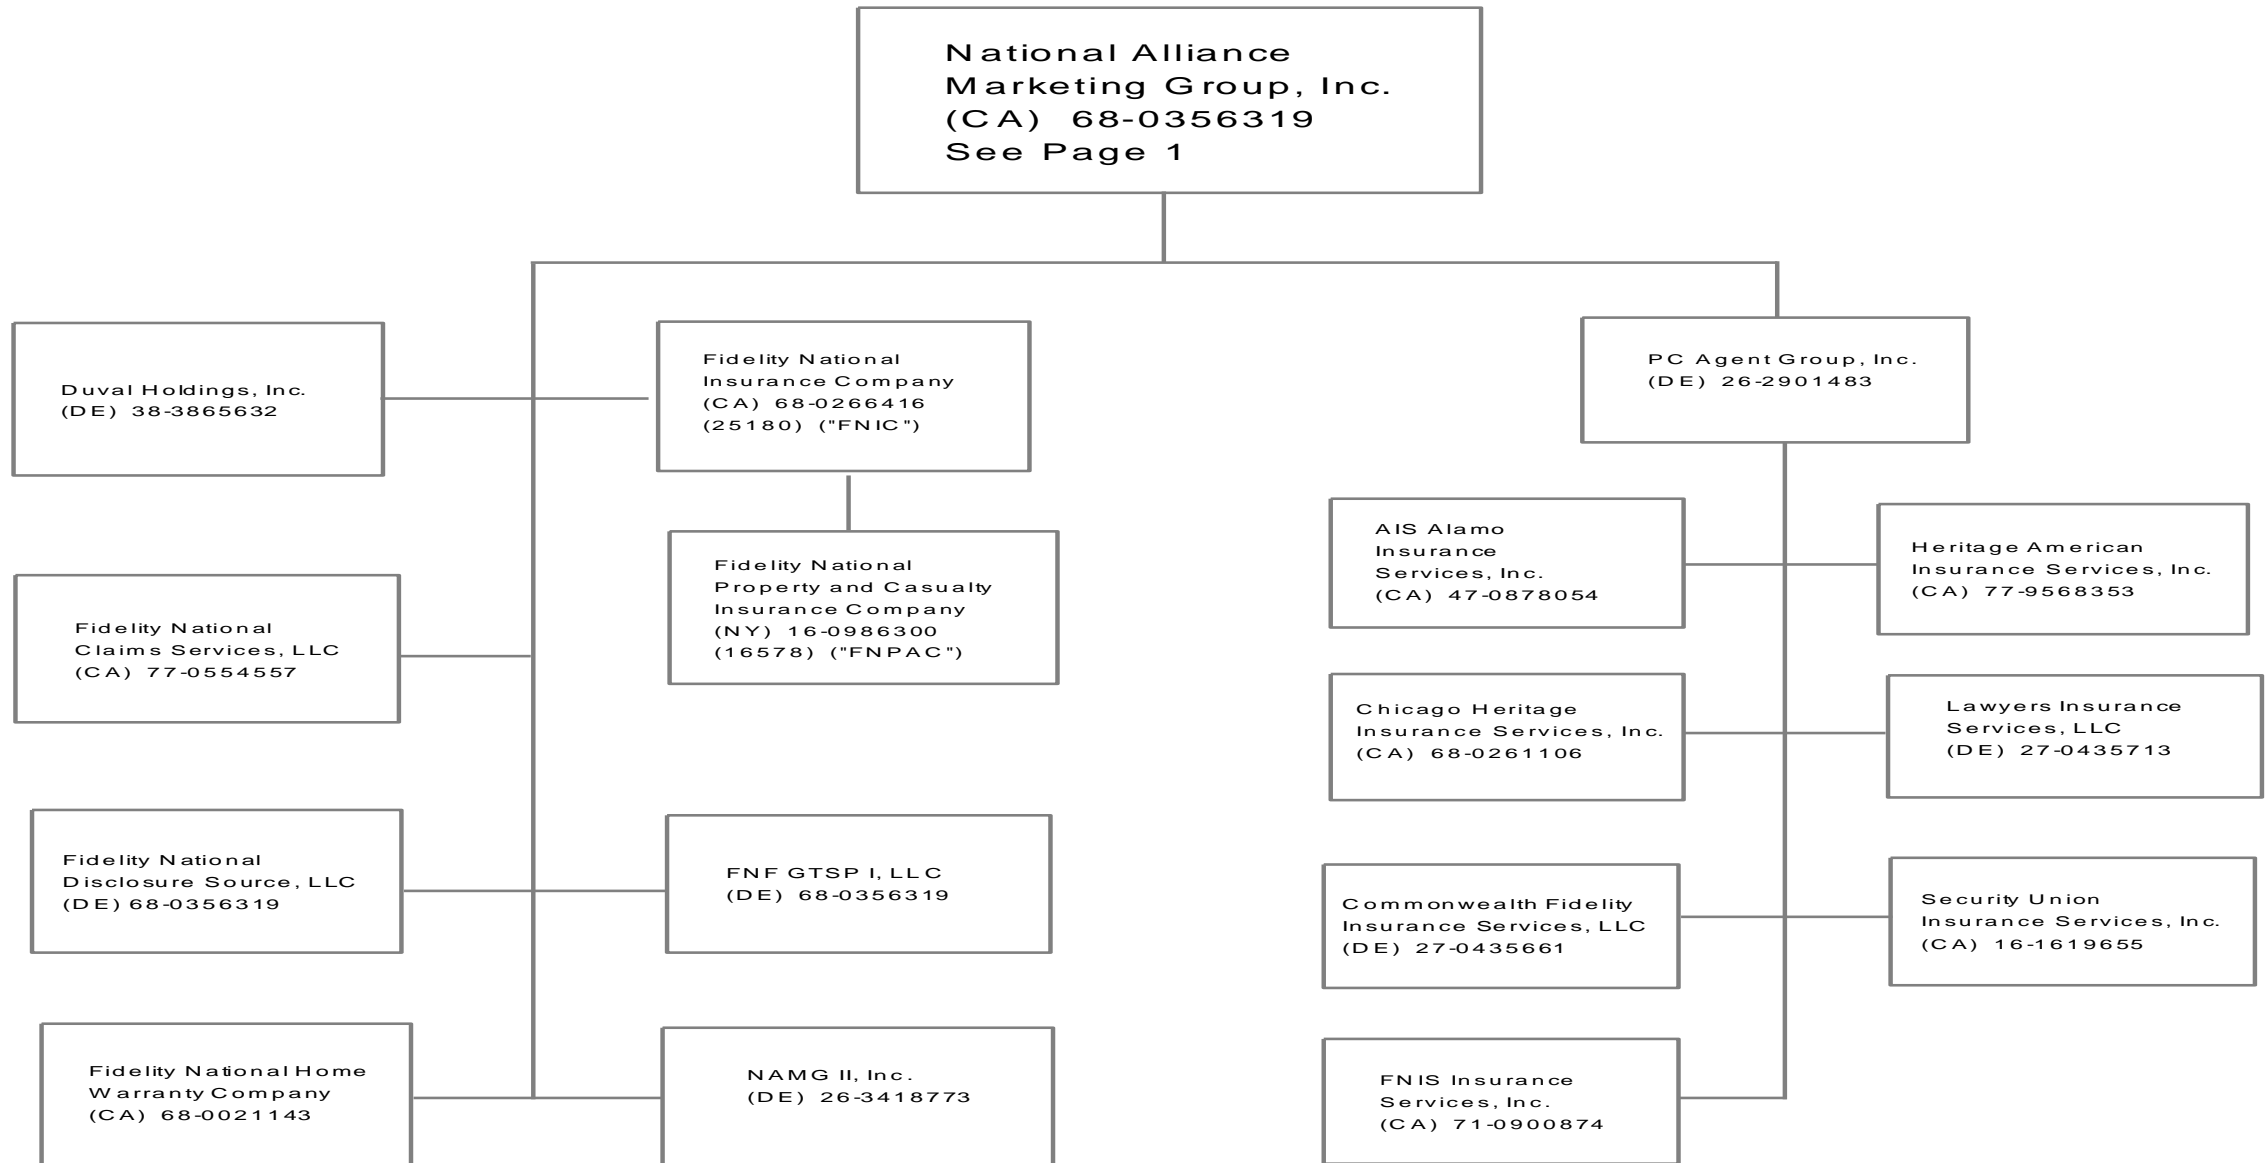 National Alliance
Marketing Group, Inc.
(CA) 68-0356319
See Page 1
Duval Holdings, Inc.
(DE) 38-3865632
Fidelity National
Insurance Company
(CA) 68-0266416
(25180) ("FNIC")
PC Agent Group, Inc.
(DE) 26-2901483
Fidelity National
Property and Casualty
Insurance Company
(NY) 16-0986300
(16578) ("FNPAC")
AIS Alamo
Insurance
Services, Inc.
(CA) 47-0878054
Heritage American
Insurance Services, Inc.
(CA) 77-9568353
Fidelity National
Claims Services, LLC
(CA) 77-0554557
Chicago Heritage
Insurance Services, Inc.
(CA) 68-0261106
Lawyers Insurance
Services, LLC
(DE) 27-0435713
Fidelity National
Disclosure Source, LLC
(DE) 68-0356319
FNF GTSP I, LLC
(DE) 68-0356319
Commonwealth Fidelity
Insurance Services, LLC
(DE) 27-0435661
Security Union
Insurance Services, Inc.
(CA) 16-1619655
Fidelity National Home
Warranty Company
(CA) 68-0021143
NAMG II, Inc.
(DE) 26-3418773
FNIS Insurance
Services, Inc.
(CA) 71-0900874